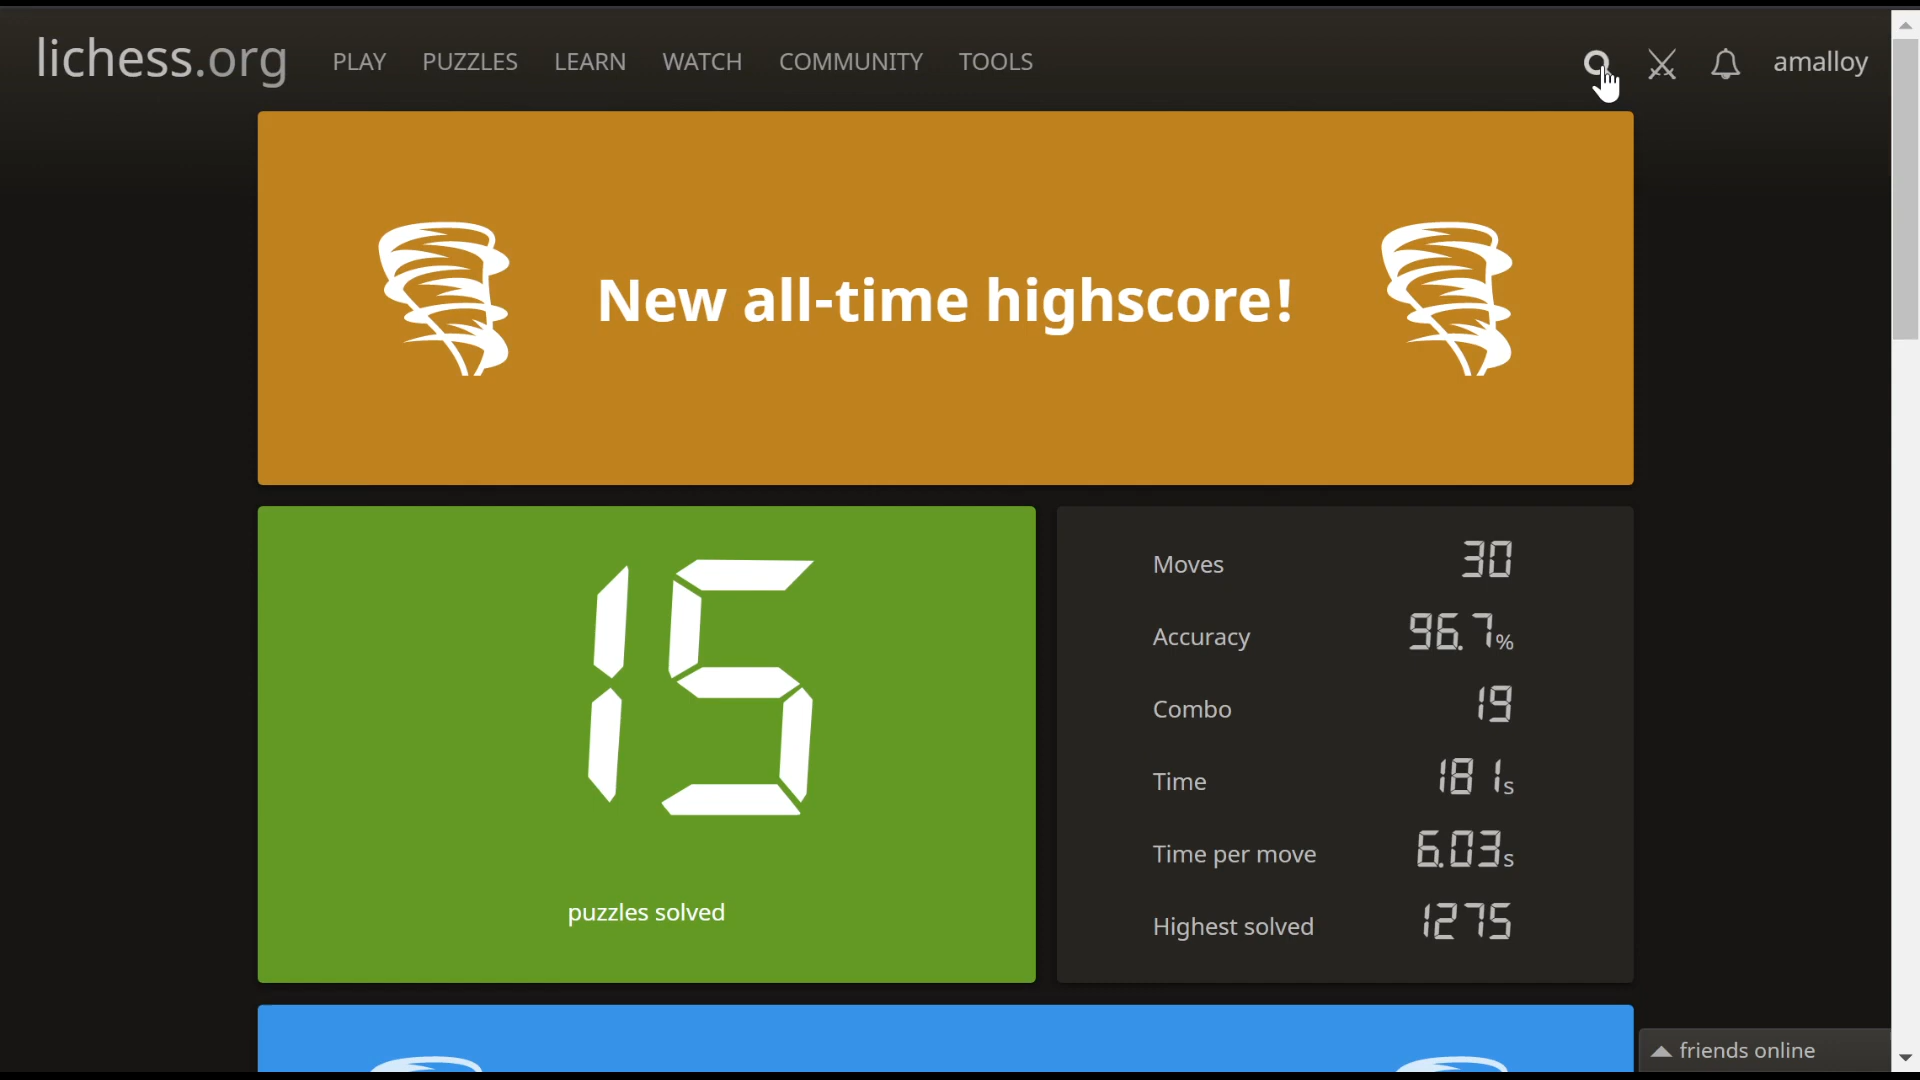 lichess.org PLAY PUZZLES LEARN WATCH COMMUNITY TOOLS amalloy
New all-time highscore!
15
puzzles solved
Moves 30
Accuracy 96.7%
Combo 19
Time 181s
Time per move 6.03s
Highest solved 1275
friends online